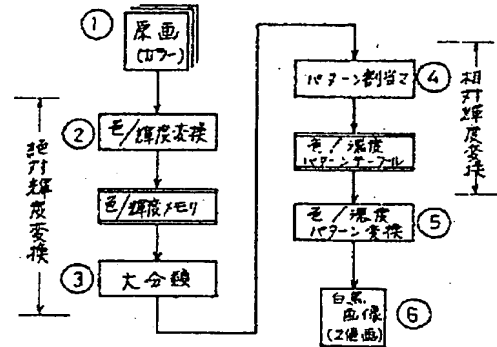 ①
原画
(カラー)
絶対輝度変換
②
色/輝度変換
色/輝度メモリ
③
大分類
パターン割当て
④
色/濃度
パターンテーブル
相対輝度変換
色/濃度
パターン変換
⑤
白黒
画像
(2値画)
⑥